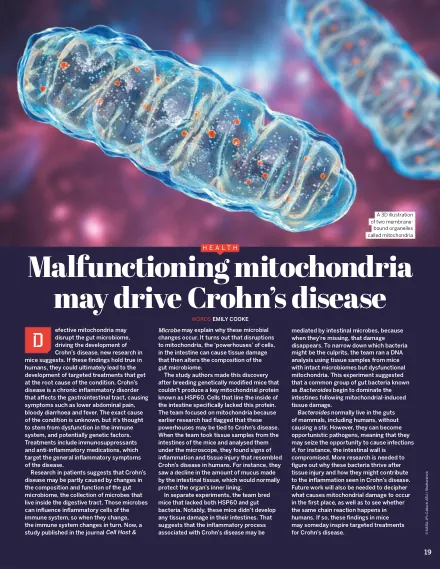 A 3D illustration
of two membrane-
bound organelles
called mitochondria
HEALTH
Malfunctioning mitochondria
may drive Crohn's disease
WORDS EMILY COOKE
Defective mitochondria may
disrupt the gut microbiome,
driving the development of
Crohn's disease, new research in
mice suggests. If these findings hold true in
humans, they could ultimately lead to the
development of targeted treatments that get
at the root cause of the condition. Crohn's
disease is a chronic inflammatory disorder
that affects the gastrointestinal tract, causing
symptoms such as lower abdominal pain,
bloody diarrhoea and fever. The exact cause
of the condition is unknown, but it's thought
to stem from dysfunction in the immune
system, and potentially genetic factors.
Treatments include immunosuppressants
and anti-inflammatory medications, which
target the general inflammatory symptoms
of the disease.
Research in patients suggests that Crohn's
disease may be partly caused by changes in
the composition and function of the gut
microbiome, the collection of microbes that
live inside the digestive tract. These microbes
can influence inflammatory cells of the
immune system, so when they change,
the immune system changes in turn. Now, a
study published in the journal Cell Host &
Microbe may explain why these microbial
changes occur. It turns out that disruptions
to mitochondria, the 'powerhouses' of cells,
in the intestine can cause tissue damage
that then alters the composition of the
gut microbiome.
The study authors made this discovery
after breeding genetically modified mice that
couldn't produce a key mitochondrial protein
known as HSP60. Cells that line the inside of
the intestine specifically lacked this protein.
The team focused on mitochondria because
earlier research had flagged that these
powerhouses may be tied to Crohn's disease.
When the team took tissue samples from the
intestines of the mice and analysed them
under the microscope, they found signs of
inflammation and tissue injury that resembled
Crohn's disease in humans. For instance, they
saw a decline in the amount of mucus made
by the intestinal tissue, which would normally
protect the organ's inner lining.
In separate experiments, the team bred
mice that lacked both HSP60 and gut
bacteria. Notably, these mice didn't develop
any tissue damage in their intestines. That
suggests that the inflammation process
associated with Crohn's disease may be
mediated by intestinal microbes, because
when they're missing, that damage
disappears. To narrow down which bacteria
might be the culprits, the team ran a DNA
analysis using tissue samples from mice
with intact microbiomes but dysfunctional
mitochondria. This experiment suggested
that a common group of gut bacteria known
as Bacteroides begin to dominate the
intestines following mitochondrial-induced
tissue damage.
Bacteroides normally live in the guts
of mammals, including humans, without
causing a stir. However, they can become
opportunistic pathogens, meaning that they
may seize the opportunity to cause infections
if, for instance, the intestinal wall is
compromised. More research is needed to
figure out why these bacteria thrive after
tissue injury and how they might contribute
to the inflammation seen in Crohn's disease.
Future work will also be needed to decipher
what causes mitochondrial damage to occur
in the first place, as well as to see whether
the same chain reaction happens in
humans. If so, these findings in mice
may someday inspire targeted treatments
for Crohn's disease.
19